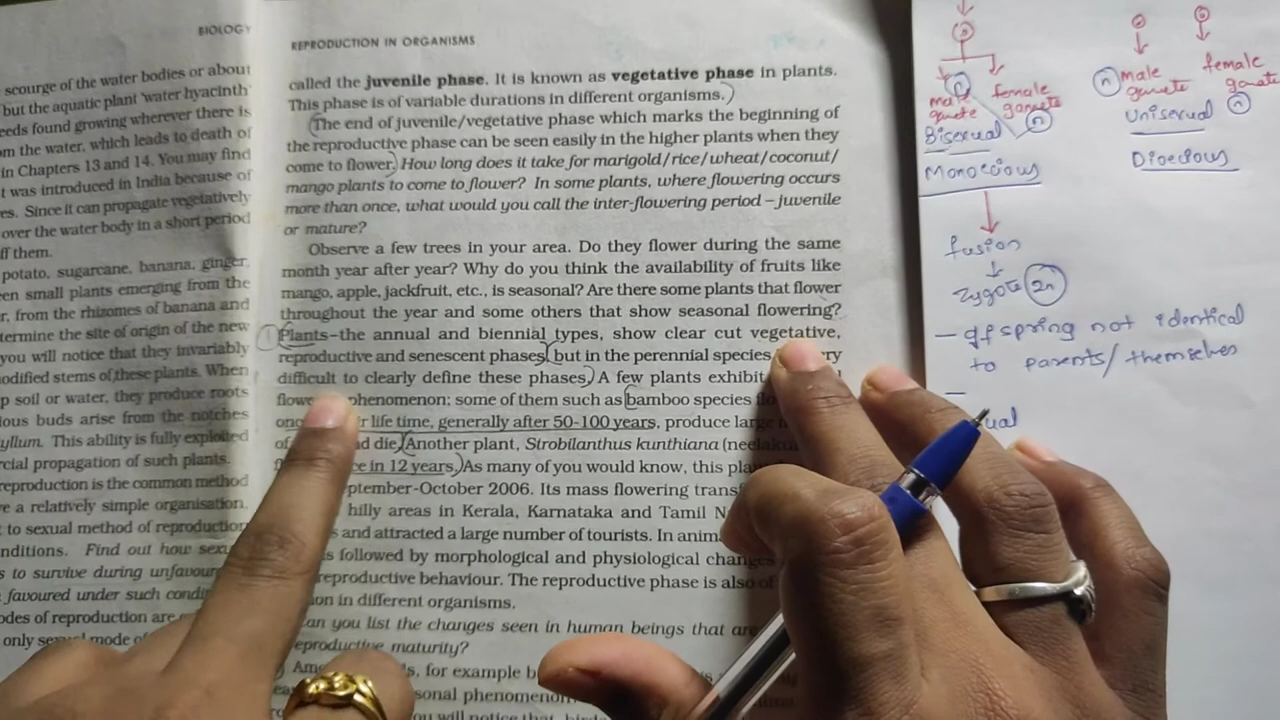 BIOLOGY
scourge of the water bodies or about
but the aquatic plant 'water hyacinth'
eeds found growing wherever there is
om the water, which leads to death of
in Chapters 13 and 14. You may find
t was introduced in India because of
es. Since it can propagate vegetatively
over the water body in a short period
ff them.
potato, sugarcane, banana, ginger,
een small plants emerging from the
r, from the rhizomes of banana and
termine the site of origin of the new
you will notice that they invariably
odified stems of these plants. When
p soil or water, they produce roots
ious buds arise from the notches
yllum. This ability is fully exploited
rcial propagation of such plants.
reproduction is the common method
ve a relatively simple organisation,
to sexual method of reproduction
nditions. Find out how
s to survive during
favoured under such
odes of reproduction are
only mode
REPRODUCTION IN ORGANISMS
called the juvenile phase. It is known as vegetative phase in plants.
This phase is of variable durations in different organisms.
The end of juvenile/vegetative phase which marks the beginning of
the reproductive phase can be seen easily in the higher plants when they
come to flower. How long does it take for marigold/rice/wheat/coconut/
mango plants to come to flower? In some plants, where flowering occurs
more than once, what would you call the inter-flowering period – juvenile
or mature?
Observe a few trees in your area. Do they flower during the same
month year after year? Why do you think the availability of fruits like
mango, apple, jackfruit, etc., is seasonal? Are there some plants that flower
throughout the year and some others that show seasonal flowering?
Plants–the annual and biennial types, show clear cut vegetative,
reproductive and senescent phases, but in the perennial species
difficult to clearly define these phases. A few plants exhibit
phenomenon; some of them such as bamboo species
life time, generally after 50-100 years, produce large
of die. Another plant, Strobilanthus kunthiana
in 12 years. As many of you would know, this
ptember-October 2006. Its mass flowering
hilly areas in Kerala, Karnataka and Tamil
and attracted a large number of tourists. In
followed by morphological and physiological
reproductive behaviour. The reproductive phase is also of
on in different organisms.
an you list the changes seen in human beings that are
eproductive maturity?
for example
sonal
you will notice that
male gamete
female gamete
n
Bisexual
Monoecious
fusion
Zygote 2n
n male gamete
female gamete n
Unisexual
Dioecious
- offspring not identical
to parents/themselves
-
ual